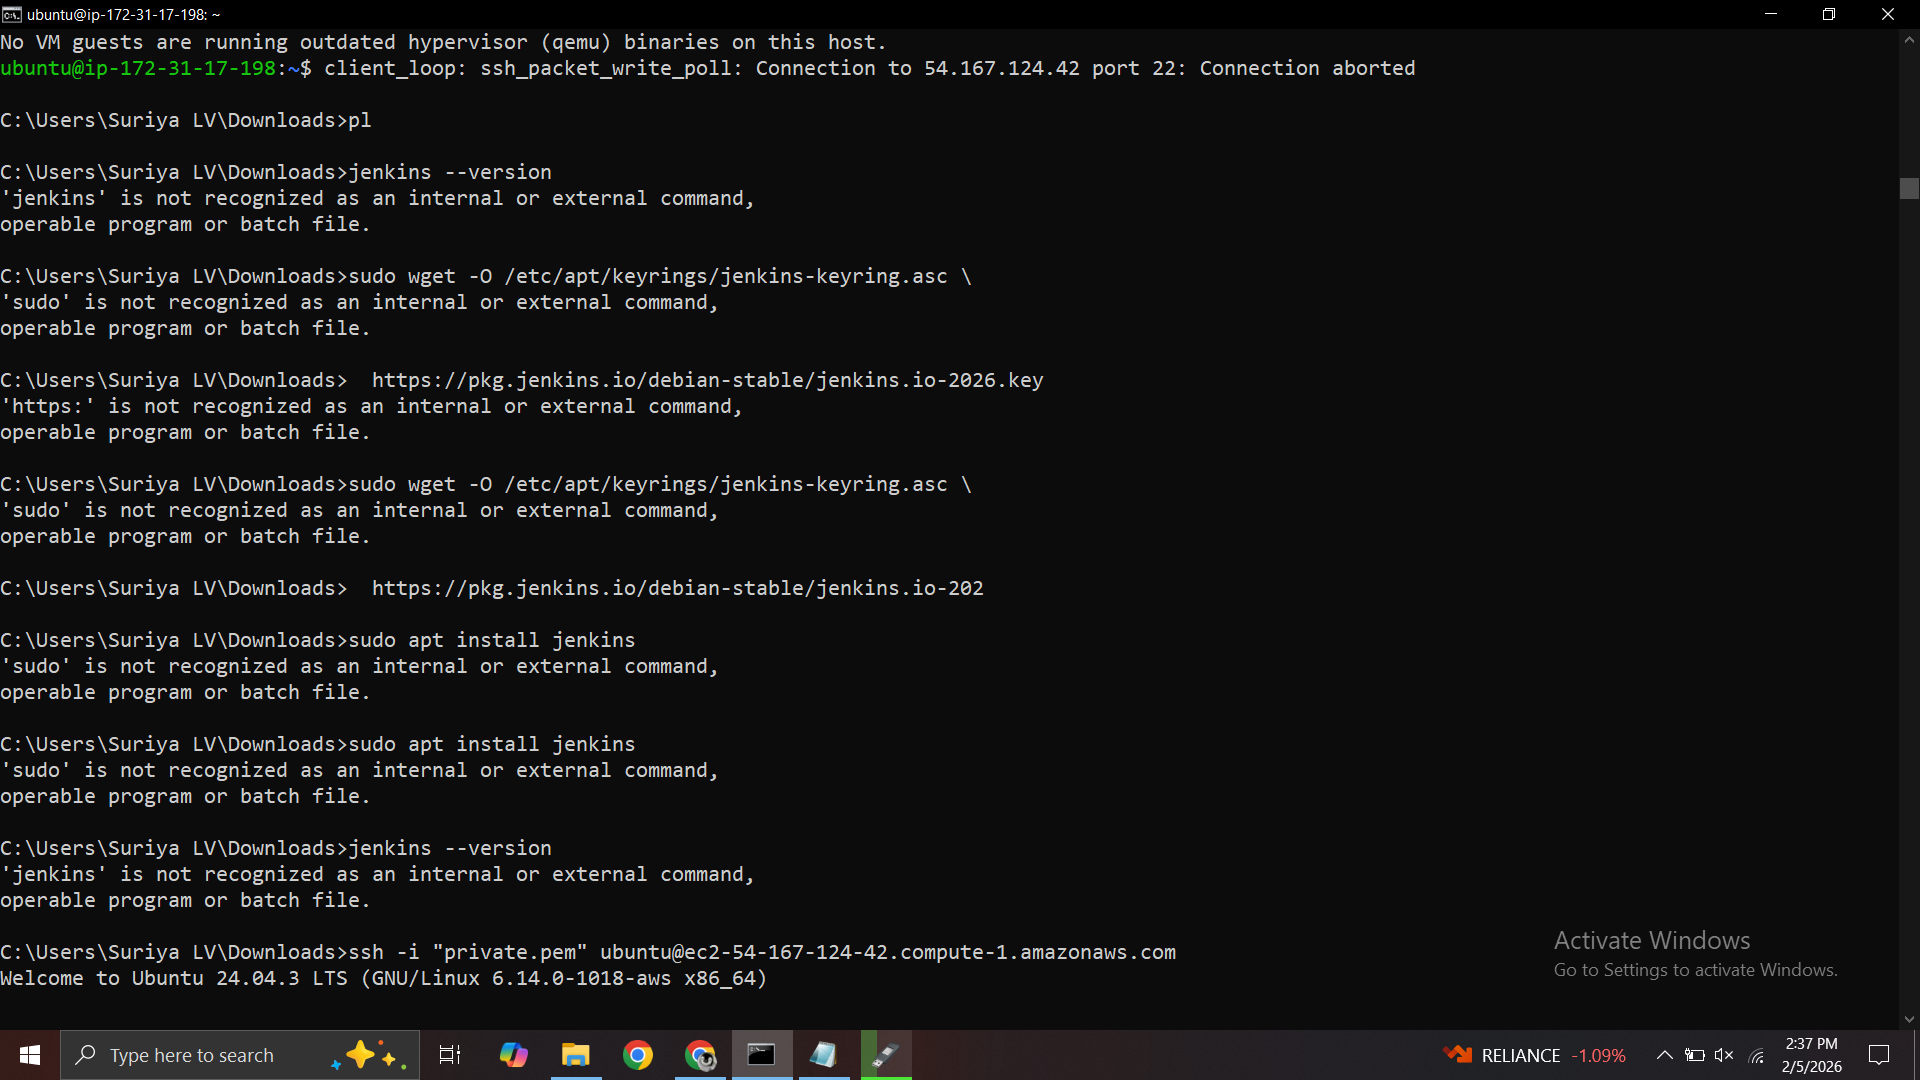 ubuntu@ip-172-31-17-198: ~
No VM guests are running outdated hypervisor (qemu) binaries on this host.
ubuntu@ip-172-31-17-198:~$ client_loop: ssh_packet_write_poll: Connection to 54.167.124.42 port 22: Connection aborted
C:\Users\Suriya LV\Downloads>pl
C:\Users\Suriya LV\Downloads>jenkins --version
'jenkins' is not recognized as an internal or external command,
operable program or batch file.
C:\Users\Suriya LV\Downloads>sudo wget -O /etc/apt/keyrings/jenkins-keyring.asc \
'sudo' is not recognized as an internal or external command,
operable program or batch file.
C:\Users\Suriya LV\Downloads>  https://pkg.jenkins.io/debian-stable/jenkins.io-2026.key
'https:' is not recognized as an internal or external command,
operable program or batch file.
C:\Users\Suriya LV\Downloads>sudo wget -O /etc/apt/keyrings/jenkins-keyring.asc \
'sudo' is not recognized as an internal or external command,
operable program or batch file.
C:\Users\Suriya LV\Downloads>  https://pkg.jenkins.io/debian-stable/jenkins.io-202
C:\Users\Suriya LV\Downloads>sudo apt install jenkins
'sudo' is not recognized as an internal or external command,
operable program or batch file.
C:\Users\Suriya LV\Downloads>sudo apt install jenkins
'sudo' is not recognized as an internal or external command,
operable program or batch file.
C:\Users\Suriya LV\Downloads>jenkins --version
'jenkins' is not recognized as an internal or external command,
operable program or batch file.
C:\Users\Suriya LV\Downloads>ssh -i "private.pem" ubuntu@ec2-54-167-124-42.compute-1.amazonaws.com
Welcome to Ubuntu 24.04.3 LTS (GNU/Linux 6.14.0-1018-aws x86_64)
Activate Windows
Go to Settings to activate Windows.
Type here to search
RELIANCE -1.09%
2:37 PM
2/5/2026